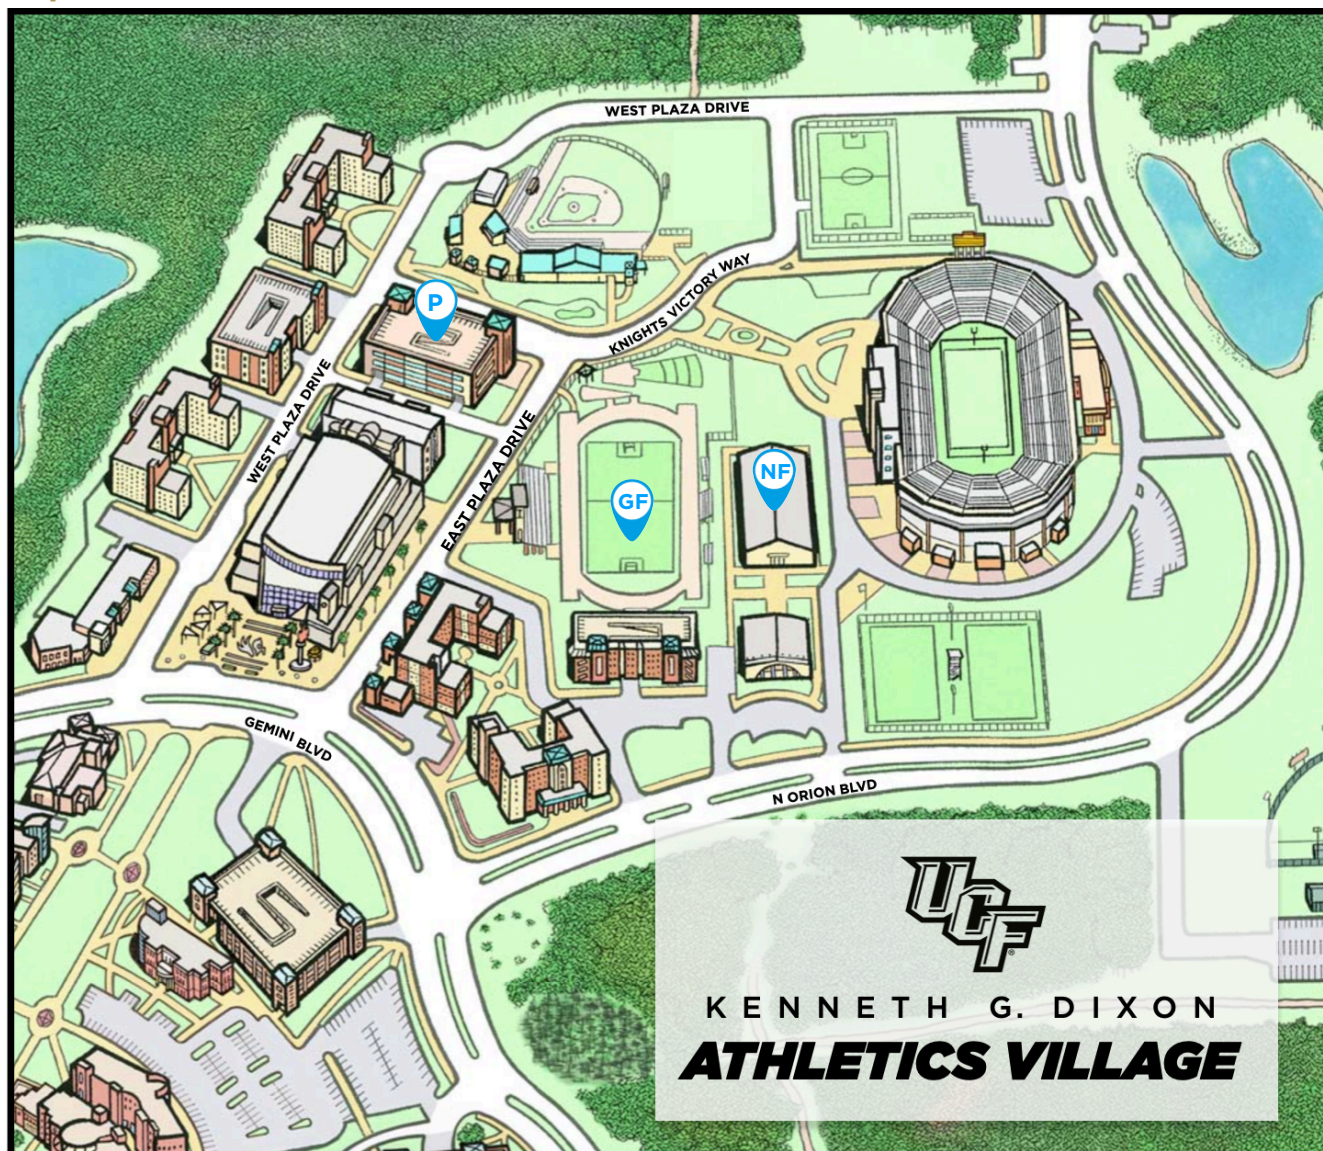 WEST PLAZA DRIVE
P
KNIGHTS VICTORY WAY
WEST PLAZA DRIVE
EAST PLAZA DRIVE
GF
NF
GEMINI BLVD
N ORION BLVD
UCF
®
KENNETH G. DIXON
ATHLETICS VILLAGE